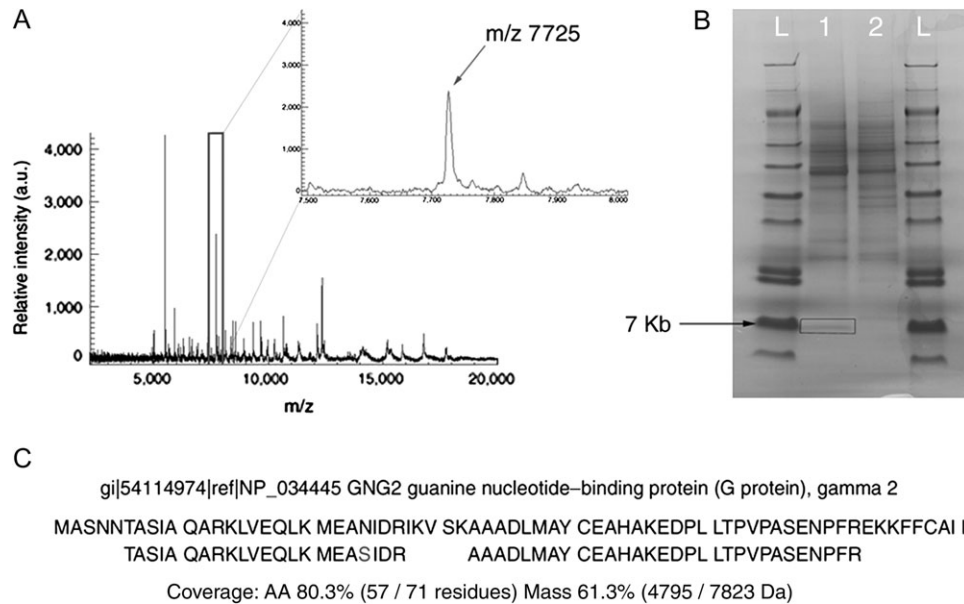 A
m/z 7725
4,000
3,000
2,000
1,000
0
7,500
7,600
7,700
7,800
7,900
8,000
Relative intensity (a.u.)
4,000
3,000
2,000
1,000
0
5,000
10,000
15,000
20,000
m/z
B
L 1 2 L
7 Kb
C
gi|54114974|ref|NP_034445 GNG2 guanine nucleotide–binding protein (G protein), gamma 2
MASNNTASIA QARKLVEQLK MEANIDRIKV SKAAADLMAY CEAHAKEDPL LTPVPASENPFREKKFFCAI
TASIA QARKLVEQLK MEASIDR AAADLMAY CEAHAKEDPL LTPVPASENPFR
Coverage: AA 80.3% (57 / 71 residues) Mass 61.3% (4795 / 7823 Da)